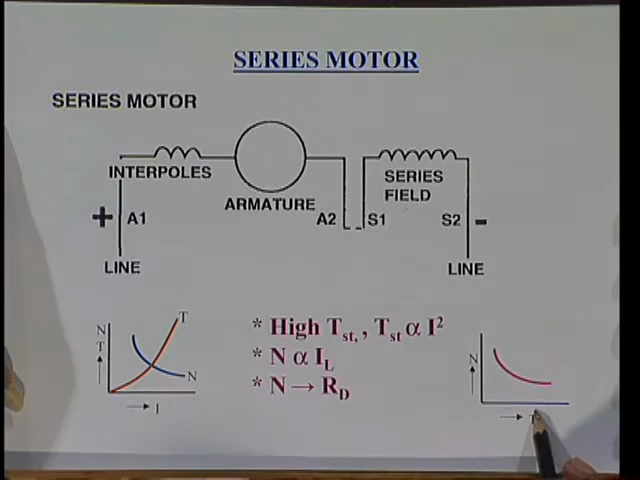 SERIES MOTOR
SERIES MOTOR
INTERPOLES
ARMATURE
SERIES
FIELD
+ A1
A2
S1
S2 -
LINE
LINE
N
T
T
N
I
* High Tst, , Tst α I²
* N α IL
* N → RD
N
T